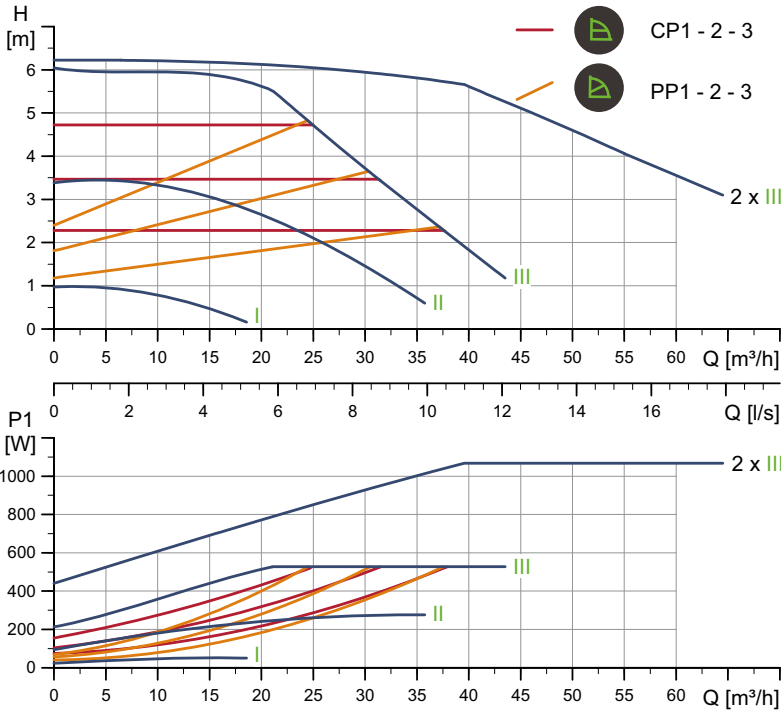 H
[m]
CP1 - 2 - 3
PP1 - 2 - 3
6
5
4
3
2
1
0
2 x III
III
II
I
0 5 10 15 20 25 30 35 40 45 50 55 60 Q [m³/h]
0 2 4 6 8 10 12 14 16 Q [l/s]
P1
[W]
1000
800
600
400
200
0
2 x III
III
II
I
0 5 10 15 20 25 30 35 40 45 50 55 60 Q [m³/h]